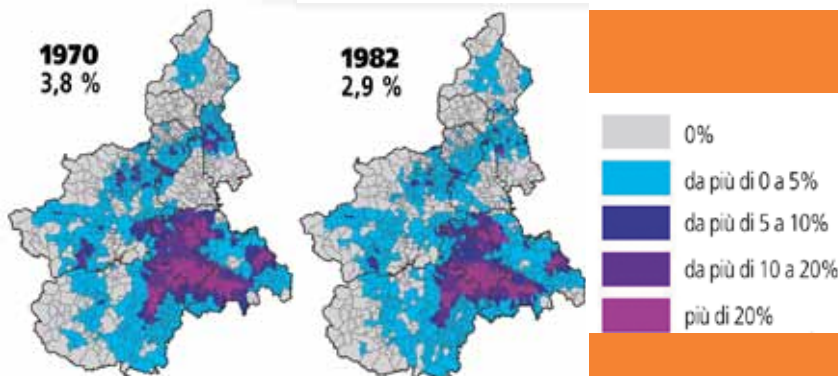 1970
3,8 %
1982
2,9 %
0%
da più di 0 a 5%
da più di 5 a 10%
da più di 10 a 20%
più di 20%